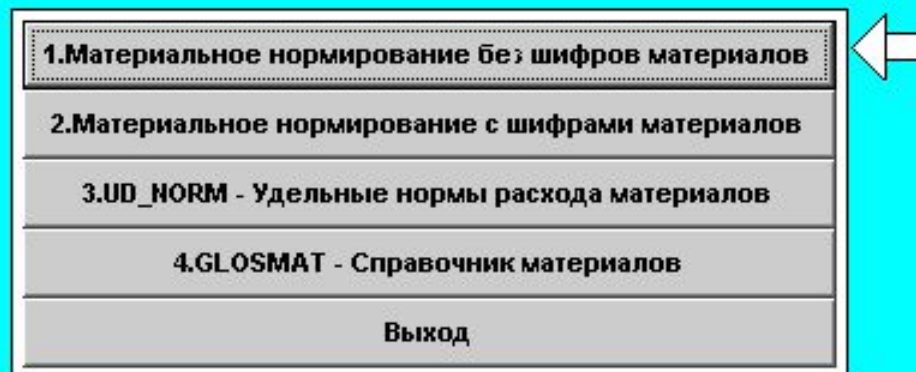 1.Материальное нормирование без шифров материалов
2.Материальное нормирование с шифрами материалов
3.UD_NORM - Удельные нормы расхода материалов
4.GLOSMAT - Справочник материалов
Выход